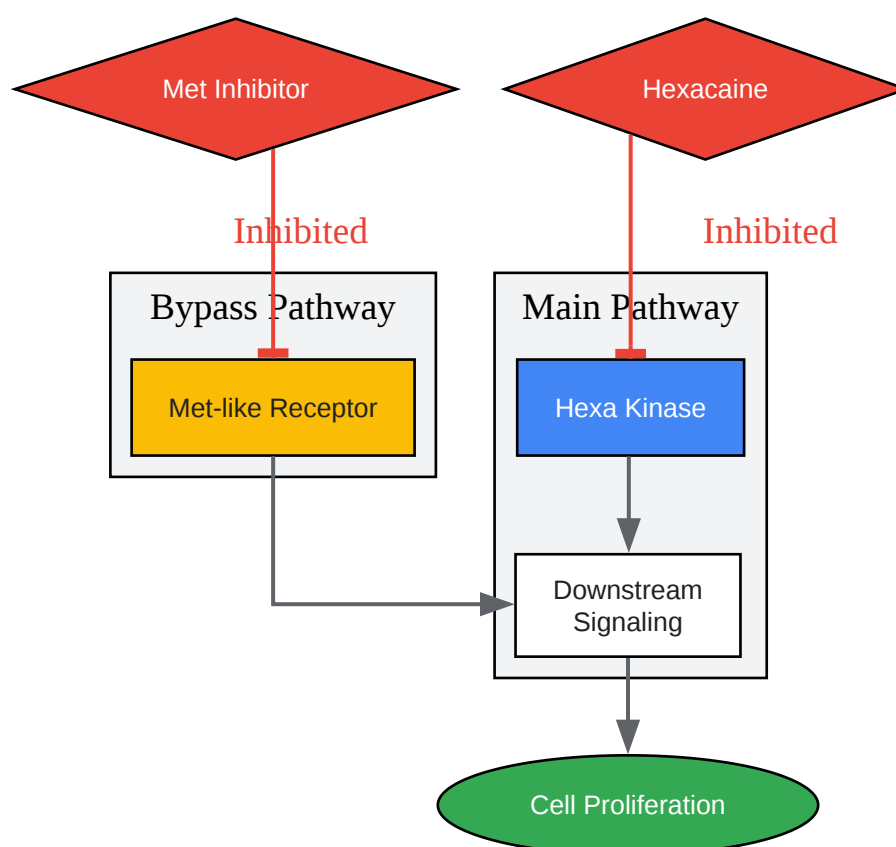 Met Inhibitor
Hexacaine
Inhibited
Inhibited
Bypass Pathway
Main Pathway
Met-like Receptor
Hexa Kinase
Downstream
Signaling
Cell Proliferation